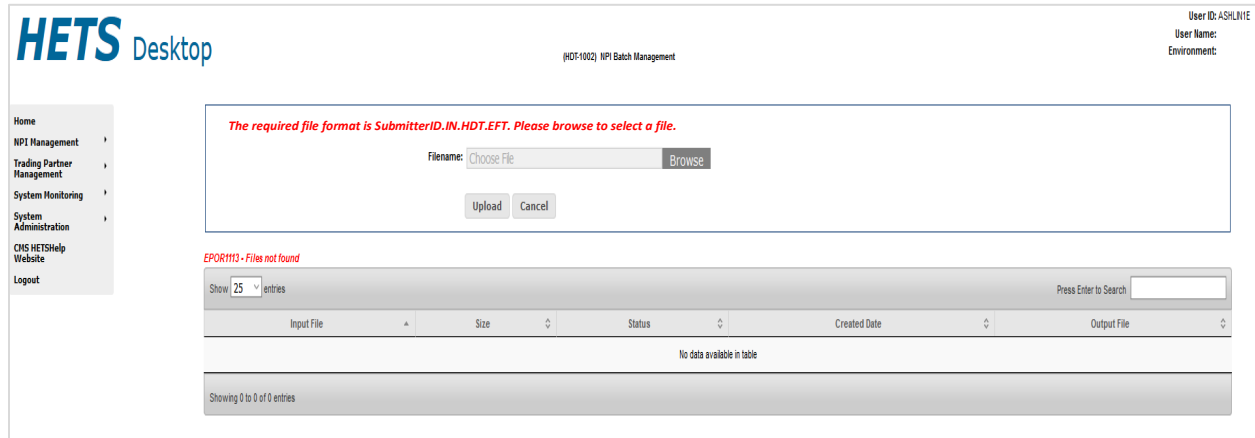 HETS Desktop
User ID: ASHLIN1E
User Name:
Environment:
(HDT-1002) NPI Batch Management
Home
NPI Management
Trading Partner
Management
System Monitoring
System
Administration
CMS HETSHelp
Website
Logout
The required file format is SubmitterID.IN.HDT.EFT. Please browse to select a file.
Filename: Choose File Browse
Upload Cancel
EPOR1113 - Files not found
Show 25 entries Press Enter to Search
Input File Size Status Created Date Output File
No data available in table
Showing 0 to 0 of 0 entries